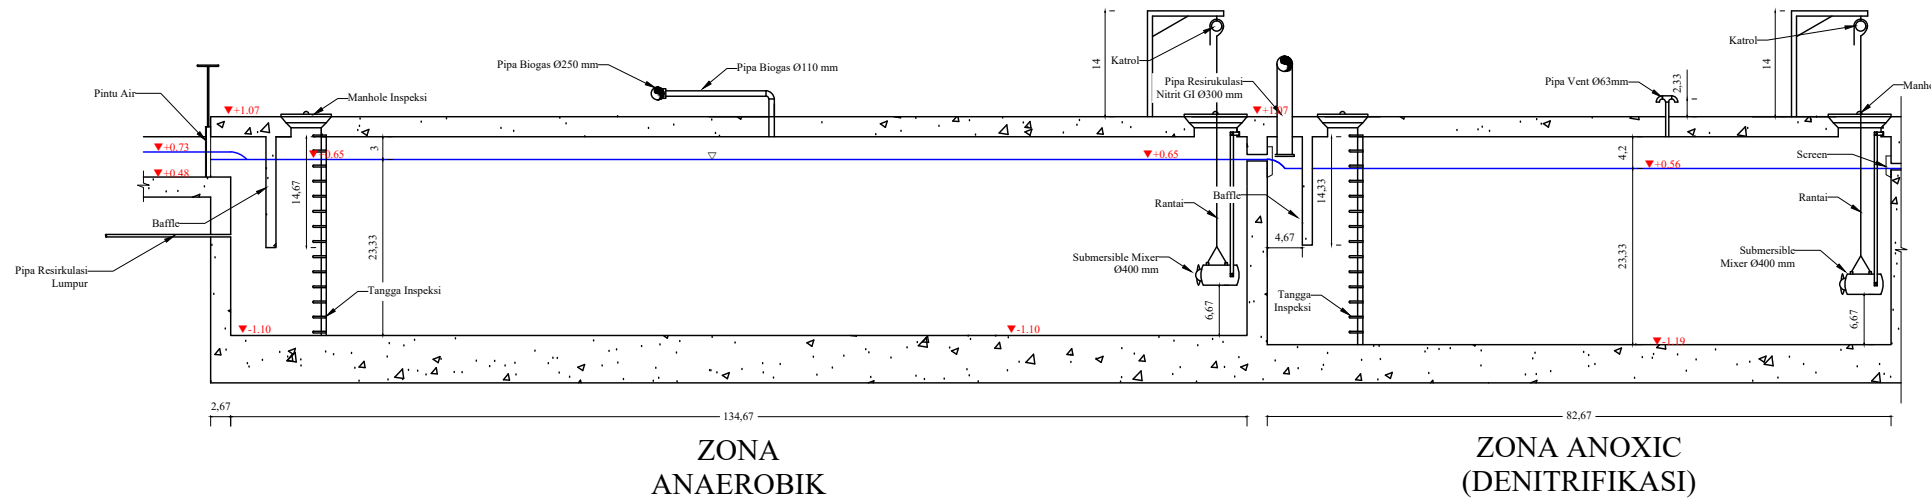 Katrol
Katrol
14
14
Pipa Biogas Ø250 mm
Pipa Biogas Ø110 mm
Pipa Resirukulasi
Nitrit GI Ø300 mm
Pipa Vent Ø63mm
2,33
Manho
Pintu Air
Manhole Inspeksi
+1.07
+1.07
+0.73
+0.65
3
+0.65
4,2
+0.56
Screen
+0.48
14,67
Baffle
Rantai
Baffle
14,33
Rantai
4,67
23,33
23,33
Pipa Resirkulasi
Lumpur
Submersible Mixer
Ø400 mm
Submersible
Mixer Ø400 mm
Tangga Inspeksi
Tangga
Inspeksi
6,67
6,67
-1.10
-1.10
-1.19
2,67
134,67
82,67
ZONA
ANAEROBIK
ZONA ANOXIC
(DENITRIFIKASI)